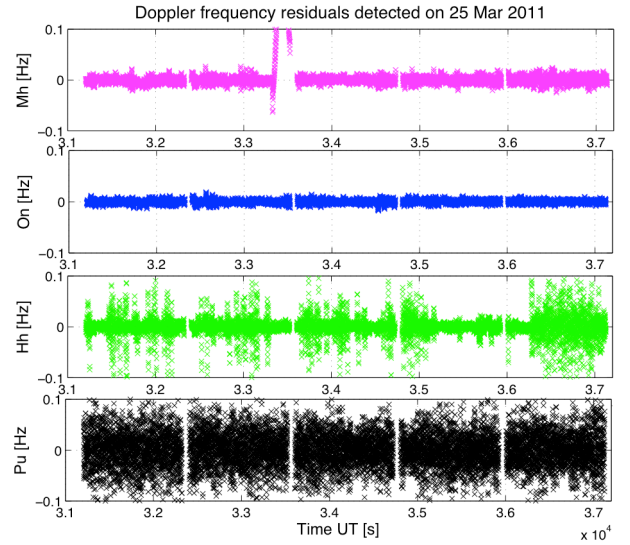 Doppler frequency residuals detected on 25 Mar 2011
0.1
0
−0.1
Mh [Hz]
3.1 3.2 3.3 3.4 3.5 3.6 3.7
0.1
0
−0.1
On [Hz]
3.1 3.2 3.3 3.4 3.5 3.6 3.7
0.1
0
−0.1
Hh [Hz]
3.1 3.2 3.3 3.4 3.5 3.6 3.7
0.1
0
−0.1
Pu [Hz
3.1 3.2 3.3 3.4 3.5 3.6 3.7
Time UT [s]
x 10^4